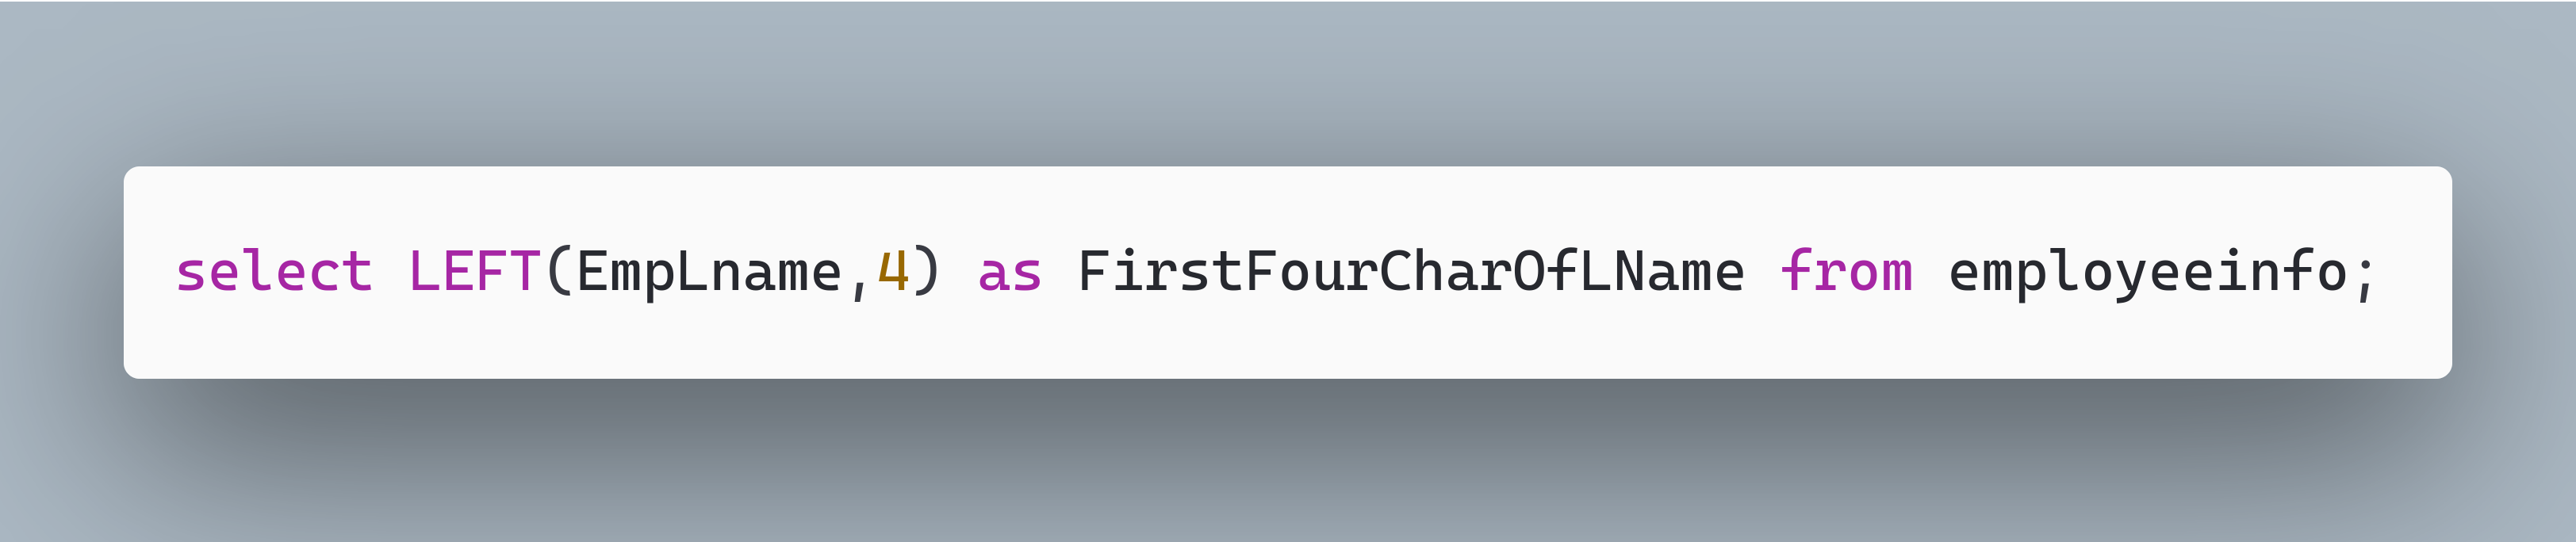 select LEFT(EmpLname,4) as FirstFourCharOfLName from employeeinfo;